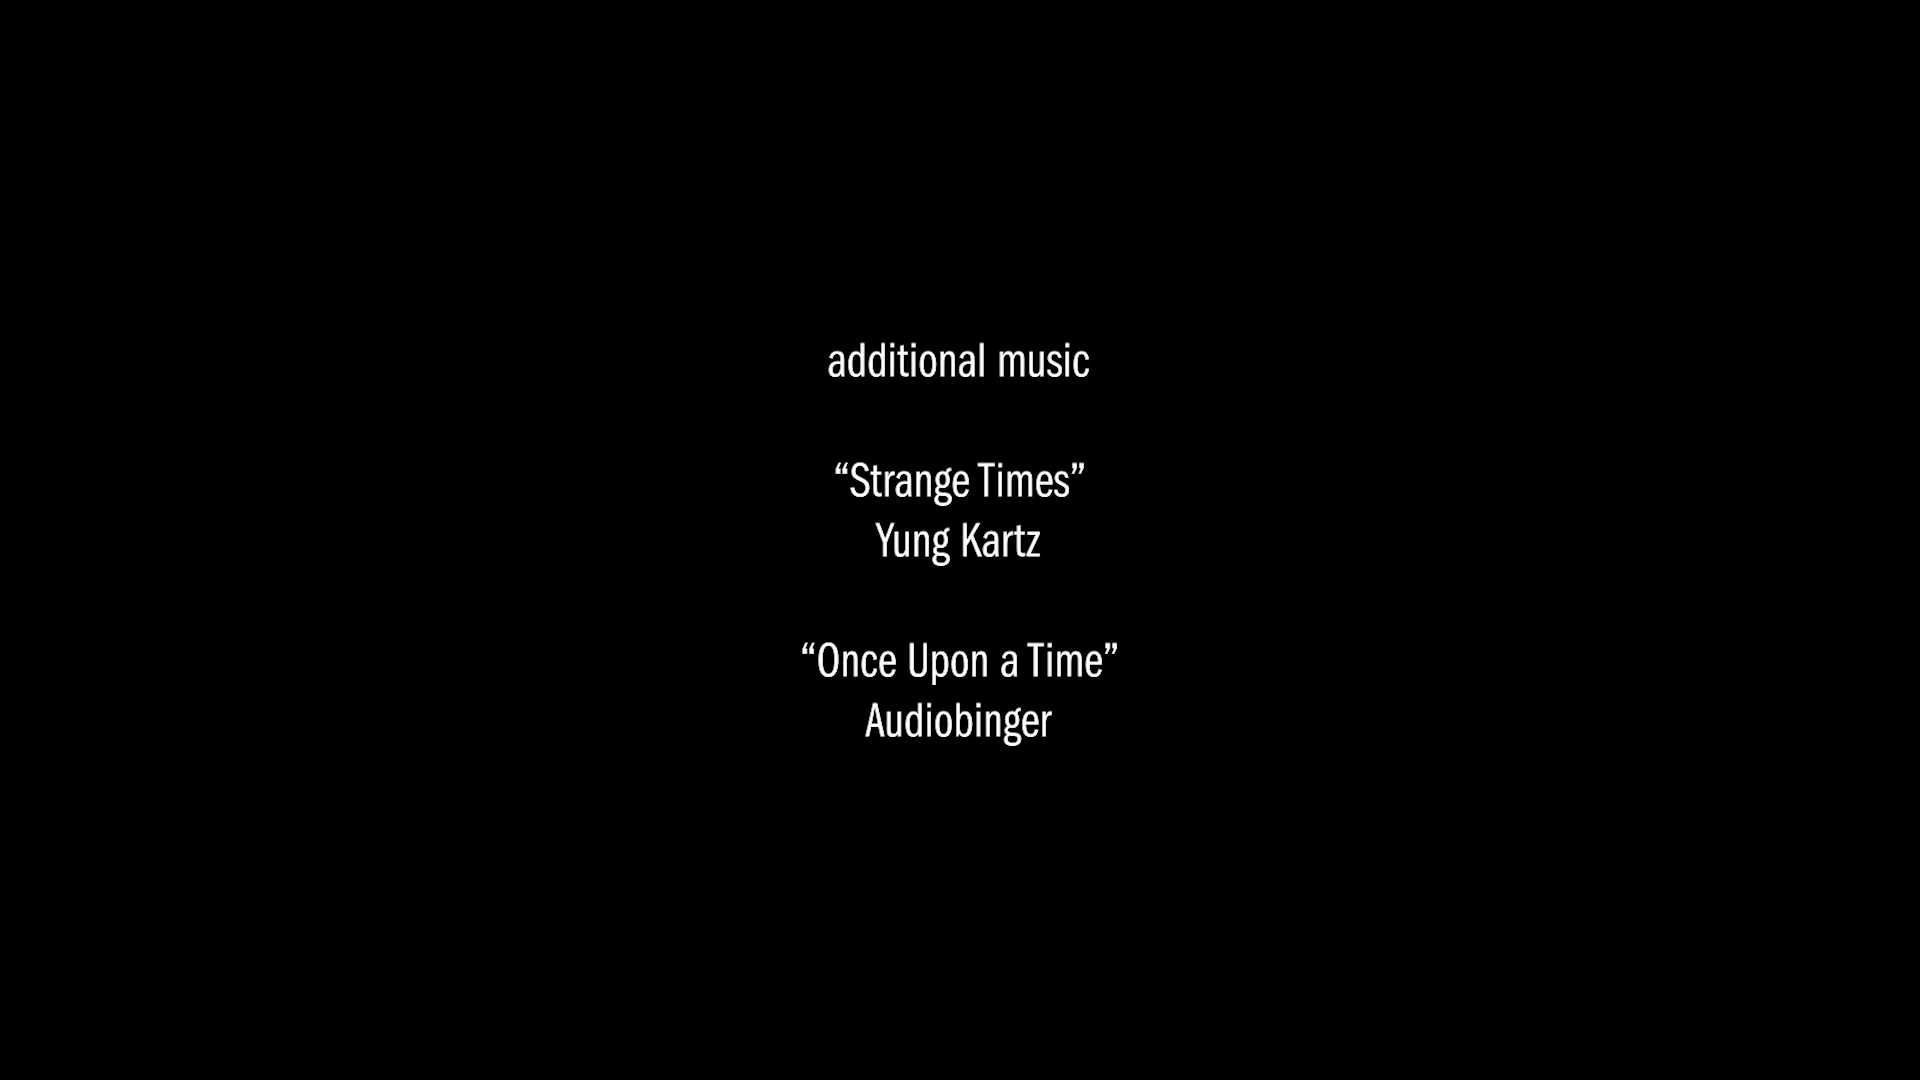 additional music
“Strange Times”
Yung Kartz
“Once Upon a Time”
Audiobinger